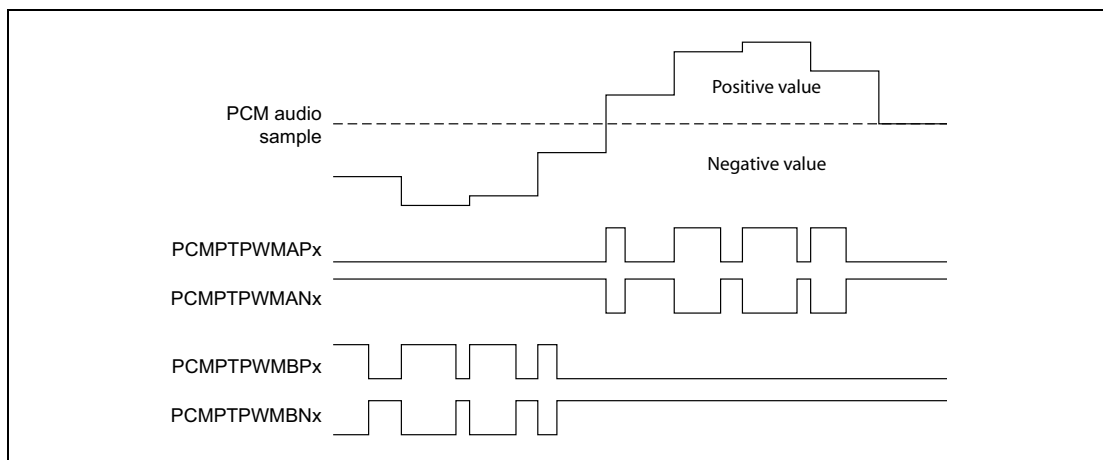 Positive value
PCM audio
sample
Negative value
PCMPTPWMAPx
PCMPTPWMANx
PCMPTPWMBPx
PCMPTPWMBNx